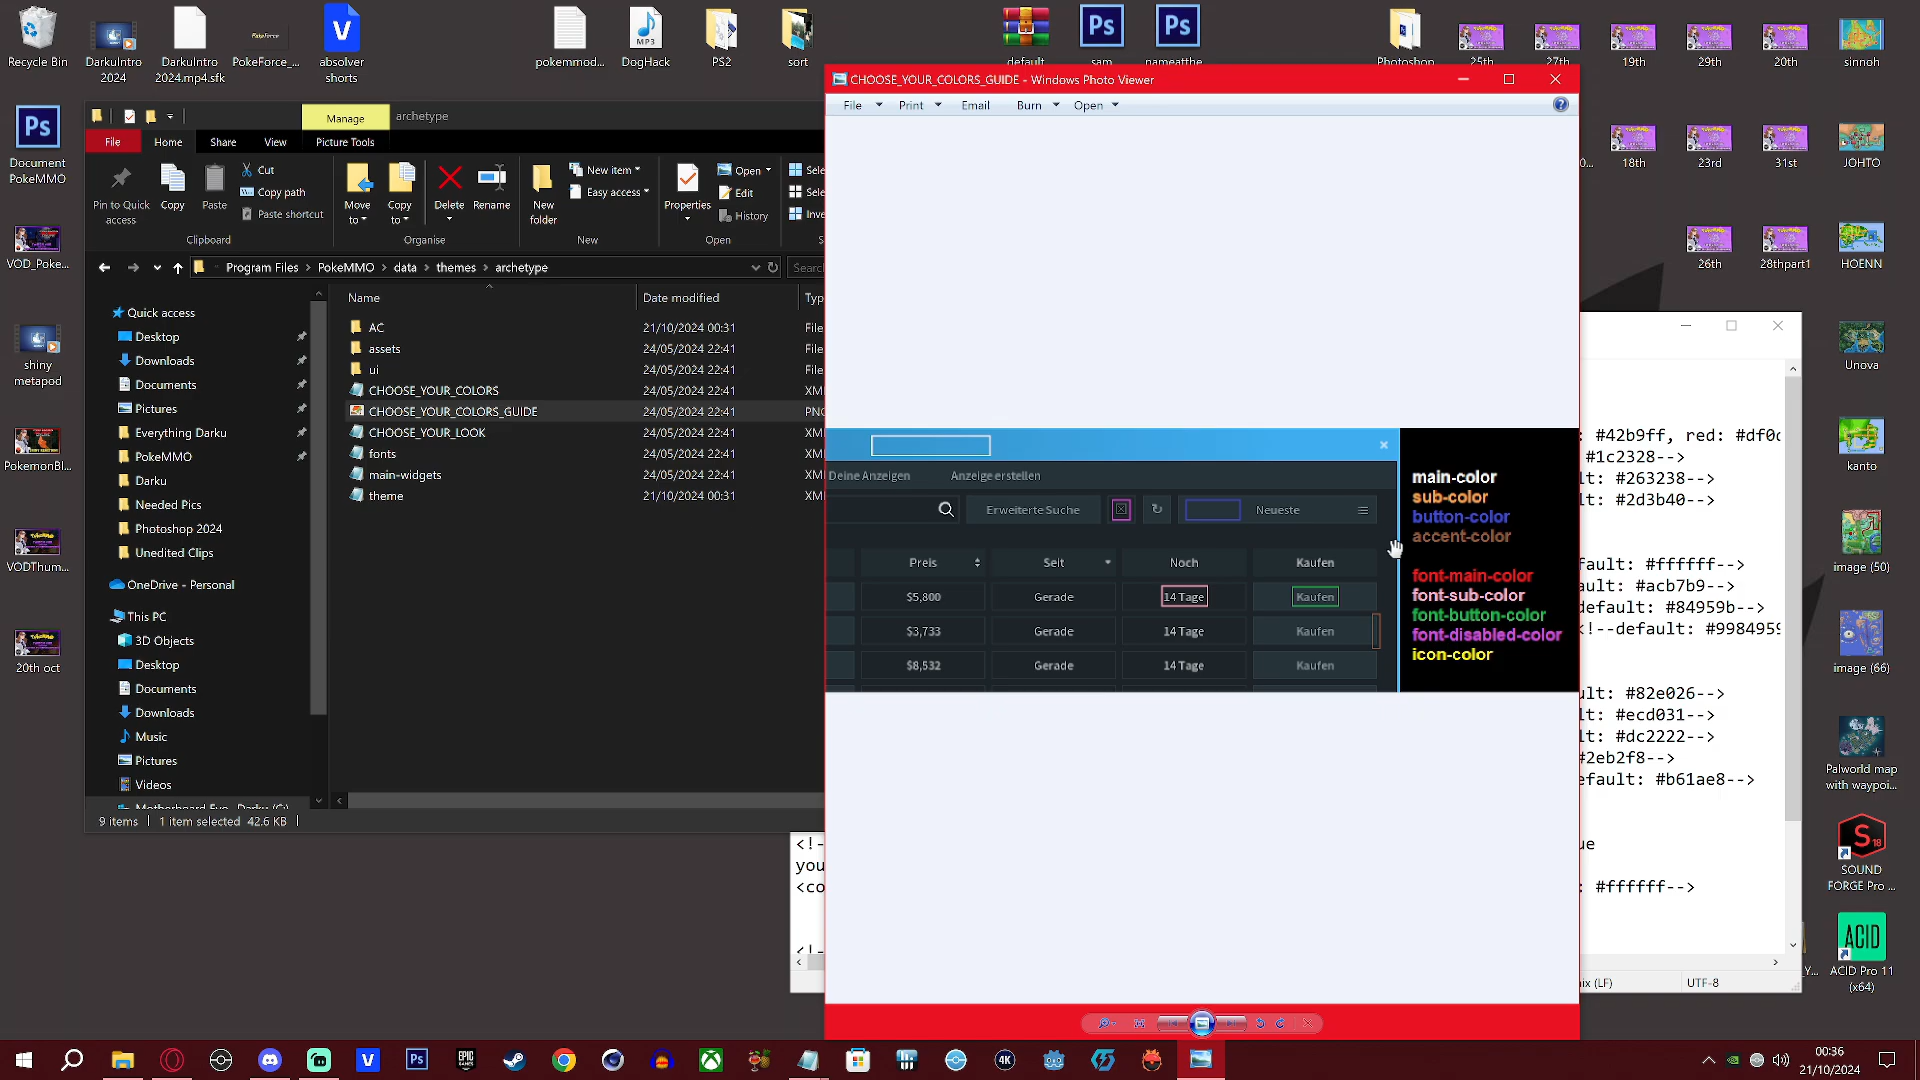 Recycle Bin
DarkuIntro 2024
DarkuIntro 2024.mp4.sfk
PokeForce_...
absolver shorts
pokemmod...
DogHack
PS2
sort
default
sam
nameatthe
Photoshop
25th
27th
19th
29th
20th
sinnoh
Document PokeMMO
VOD_Poke...
shiny metapod
PokemonBl...
VODThum...
20th oct
18th
23rd
31st
JOHTO
26th
28thpart1
HOENN
Unova
kanto
image (50)
image (66)
Palworld map with waypoi...
SOUND FORGE Pro ...
ACID Pro 11 (x64)
Manage
archetype
File
Home
Share
View
Picture Tools
Pin to Quick access
Copy
Paste
Cut
Copy path
Paste shortcut
Clipboard
Move to
Copy to
Delete
Rename
Organise
New folder
New item
Easy access
New
Properties
Open
Edit
History
Open
Program Files
PokeMMO
data
themes
archetype
Quick access
Desktop
Downloads
Documents
Pictures
Everything Darku
PokeMMO
Darku
Needed Pics
Photoshop 2024
Unedited Clips
OneDrive - Personal
This PC
3D Objects
Desktop
Documents
Downloads
Music
Pictures
Videos
Name Date modified
AC 21/10/2024 00:31 File
assets 24/05/2024 22:41 File
ui 24/05/2024 22:41 File
CHOOSE_YOUR_COLORS 24/05/2024 22:41
CHOOSE_YOUR_COLORS_GUIDE 24/05/2024 22:41
CHOOSE_YOUR_LOOK 24/05/2024 22:41
fonts 24/05/2024 22:41
main-widgets 24/05/2024 22:41
theme 21/10/2024 00:31
9 items 1 item selected 42.6 KB
CHOOSE_YOUR_COLORS_GUIDE - Windows Photo Viewer
File Print Email Burn Open
Deine Anzeigen Anzeige erstellen
Erweiterte Suche Neueste
Preis Seit Noch Kaufen
$5,800 Gerade 14 Tage Kaufen
$3,733 Gerade 14 Tage Kaufen
$8,532 Gerade 14 Tage Kaufen
main-color
sub-color
button-color
accent-color
font-main-color
font-sub-color
font-button-color
font-disabled-color
icon-color
: #42b9ff, red: #df0c
#1c2328-->
lt: #263238-->
lt: #2d3b40-->
fault: #ffffff-->
ault: #acb7b9-->
default: #84959b-->
<!--default: #998495
ult: #82e026-->
lt: #ecd031-->
lt: #dc2222-->
#2eb2f8-->
efault: #b61ae8-->
<!-
you
<co
: #ffffff-->
<!-
UTF-8
00:36
21/10/2024